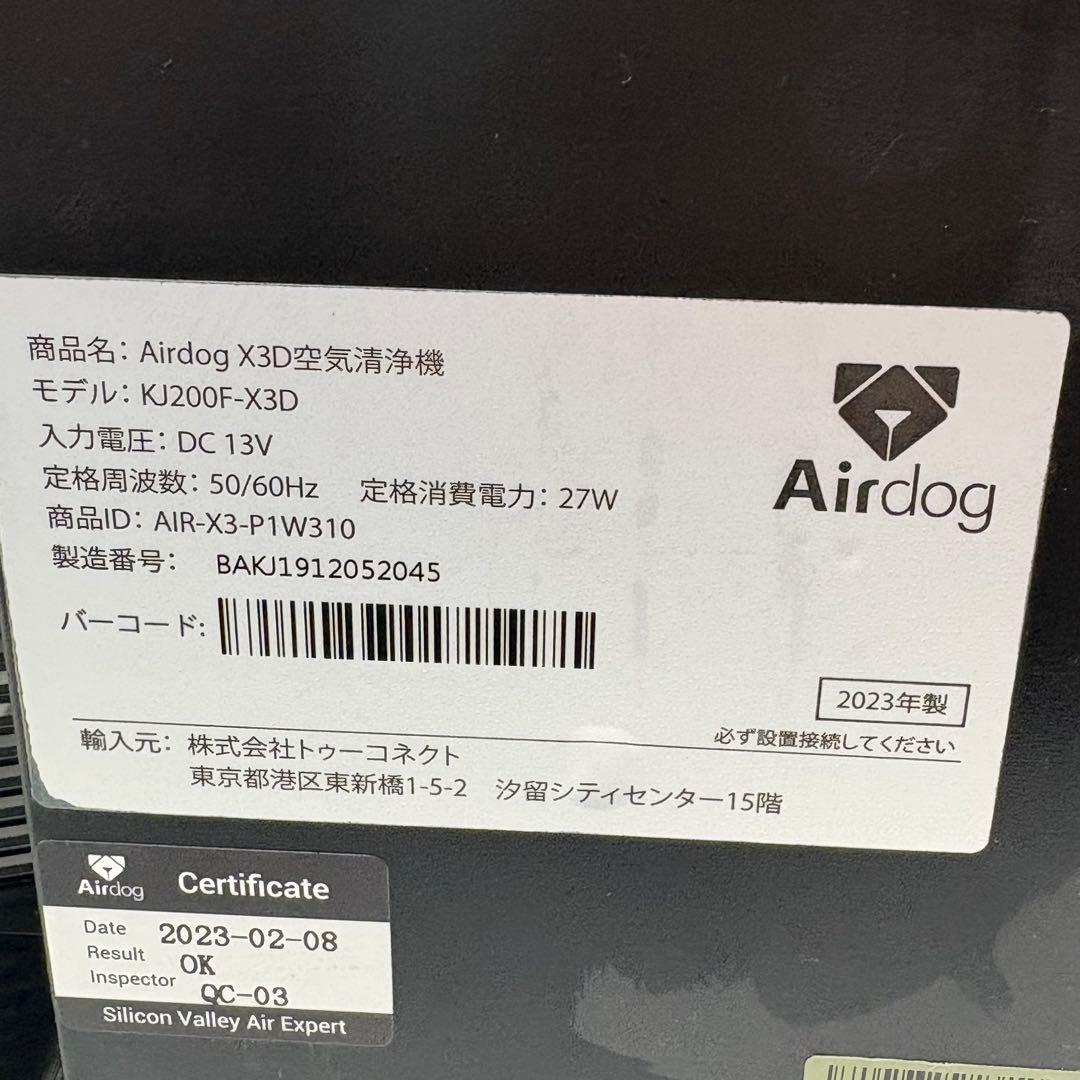 商品名：Airdog X3D空気清浄機
モデル：KJ200F-X3D
入力電圧：DC 13V
定格周波数：50/60Hz 定格消費電力：27W
商品ID：AIR-X3-P1W310
製造番号： BAKJ1912052045
バーコード:
Airdog
2023年製
必ず設置接続してください
輸入元：株式会社トゥーコネクト
東京都港区東新橋1-5-2 汐留シティセンター15階
Airdog Certificate
Date 2023-02-08
Result OK
Inspector QC-03
Silicon Valley Air Expert